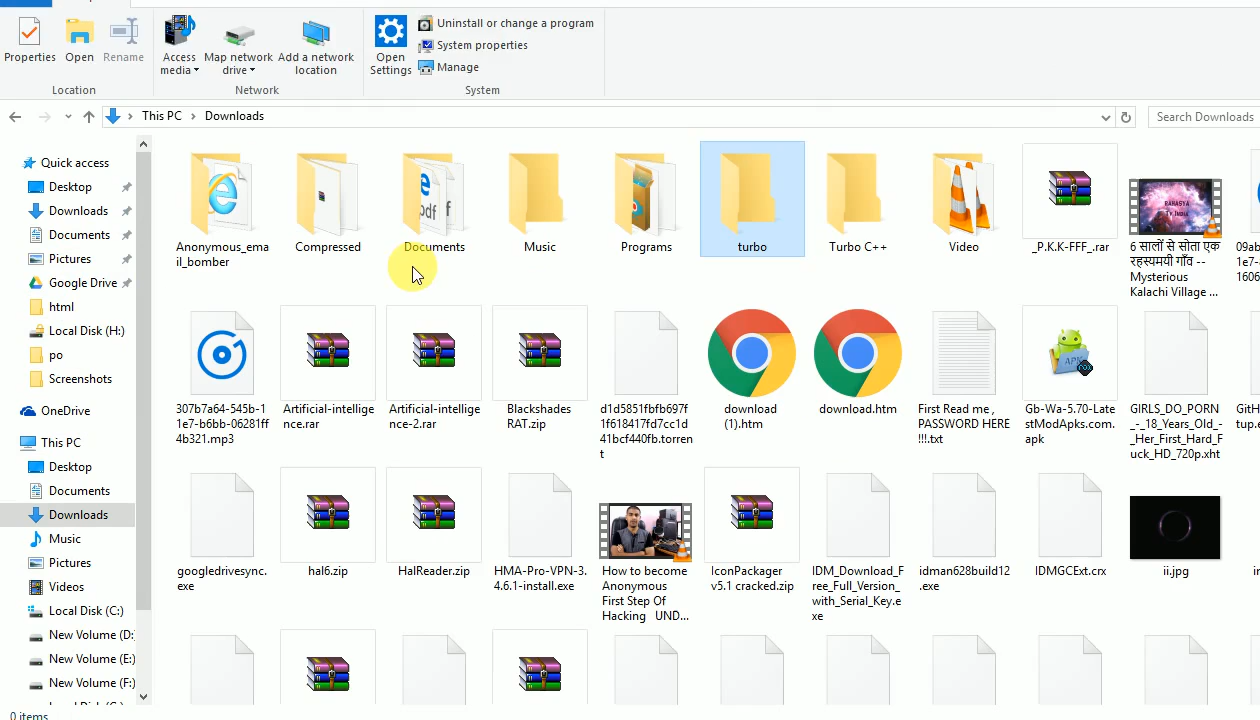 Properties
Open
Rename
Access media
Map network drive
Add a network location
Open Settings
Uninstall or change a program
System properties
Manage
Location
Network
System
This PC
Downloads
Search Downloads
Quick access
Desktop
Downloads
Documents
Pictures
Google Drive
html
Local Disk (H:)
po
Screenshots
OneDrive
This PC
Desktop
Documents
Downloads
Music
Pictures
Videos
Local Disk (C:)
New Volume (D:
New Volume (E:)
New Volume (F:)
0 items
Anonymous_ema
il_bomber
Compressed
Documents
Music
Programs
turbo
Turbo C++
Video
_P.K.K-FFF_.rar
6 सालों से सोता एक
रहस्यमयी गाँव --
Mysterious
Kalachi Village ...
09ab
1e7-
1606
307b7a64-545b-1
1e7-b6bb-06281ff
4b321.mp3
Artificial-intellige
nce.rar
Artificial-intellige
nce-2.rar
Blackshades
RAT.zip
d1d5851fbfb697f
1f618417fd7cc1d
41bcf440fb.torren
t
download
(1).htm
download.htm
First Read me ,
PASSWORD HERE
!!!.txt
Gb-Wa-5.70-Late
stModApks.com.
apk
GIRLS_DO_PORN
_-_18_Years_Old_-
_Her_First_Hard_F
uck_HD_720p.xht
GitH
tup.e
googledrivesync.
exe
hal6.zip
HalReader.zip
HMA-Pro-VPN-3.
4.6.1-install.exe
How to become
Anonymous
First Step Of
Hacking UND...
IconPackager
v5.1 cracked.zip
IDM_Download_F
ree_Full_Version_
with_Serial_Key.e
xe
idman628build12
.exe
IDMGCExt.crx
ii.jpg